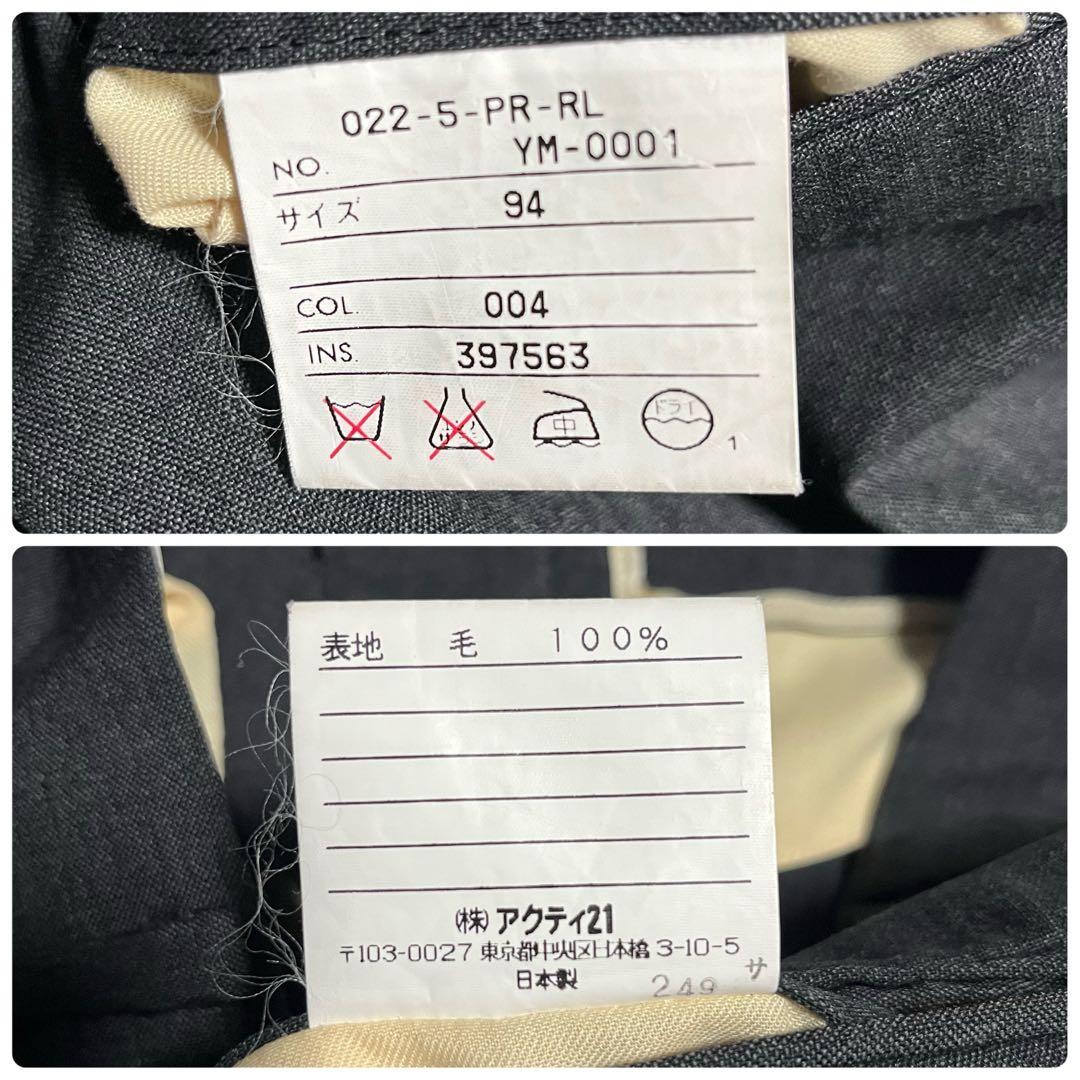 022-5-PR-RL
NO. YM-0001
サイズ 94
COL. 004
INS. 397563
中
ドライ
1
表地 毛 100%
(株)アクティ21
〒103-0027 東京都中央区日本橋 3-10-5
日本製
249 サ